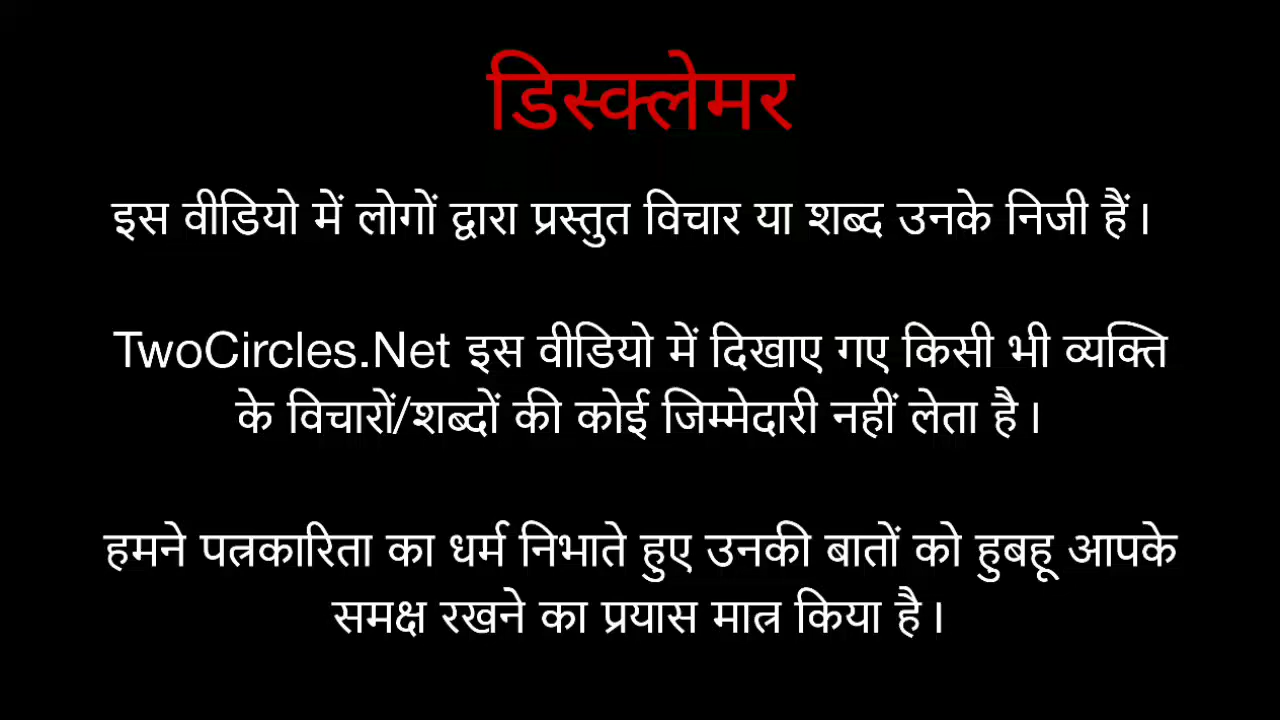 डिस्क्लेमर
इस वीडियो में लोगों द्वारा प्रस्तुत विचार या शब्द उनके निजी हैं।
TwoCircles.Net इस वीडियो में दिखाए गए किसी भी व्यक्ति
के विचारों/शब्दों की कोई जिम्मेदारी नहीं लेता है।
हमने पत्रकारिता का धर्म निभाते हुए उनकी बातों को हुबहू आपके
समक्ष रखने का प्रयास मात्र किया है।